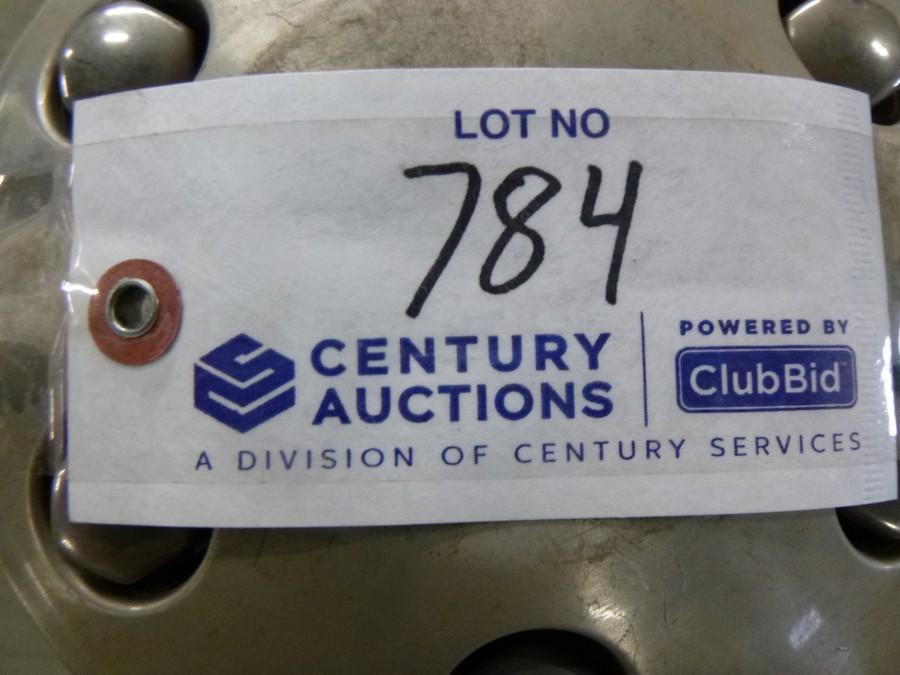 LOT NO
784
CENTURY
AUCTIONS
POWERED BY
ClubBid
A DIVISION OF CENTURY SERVICES